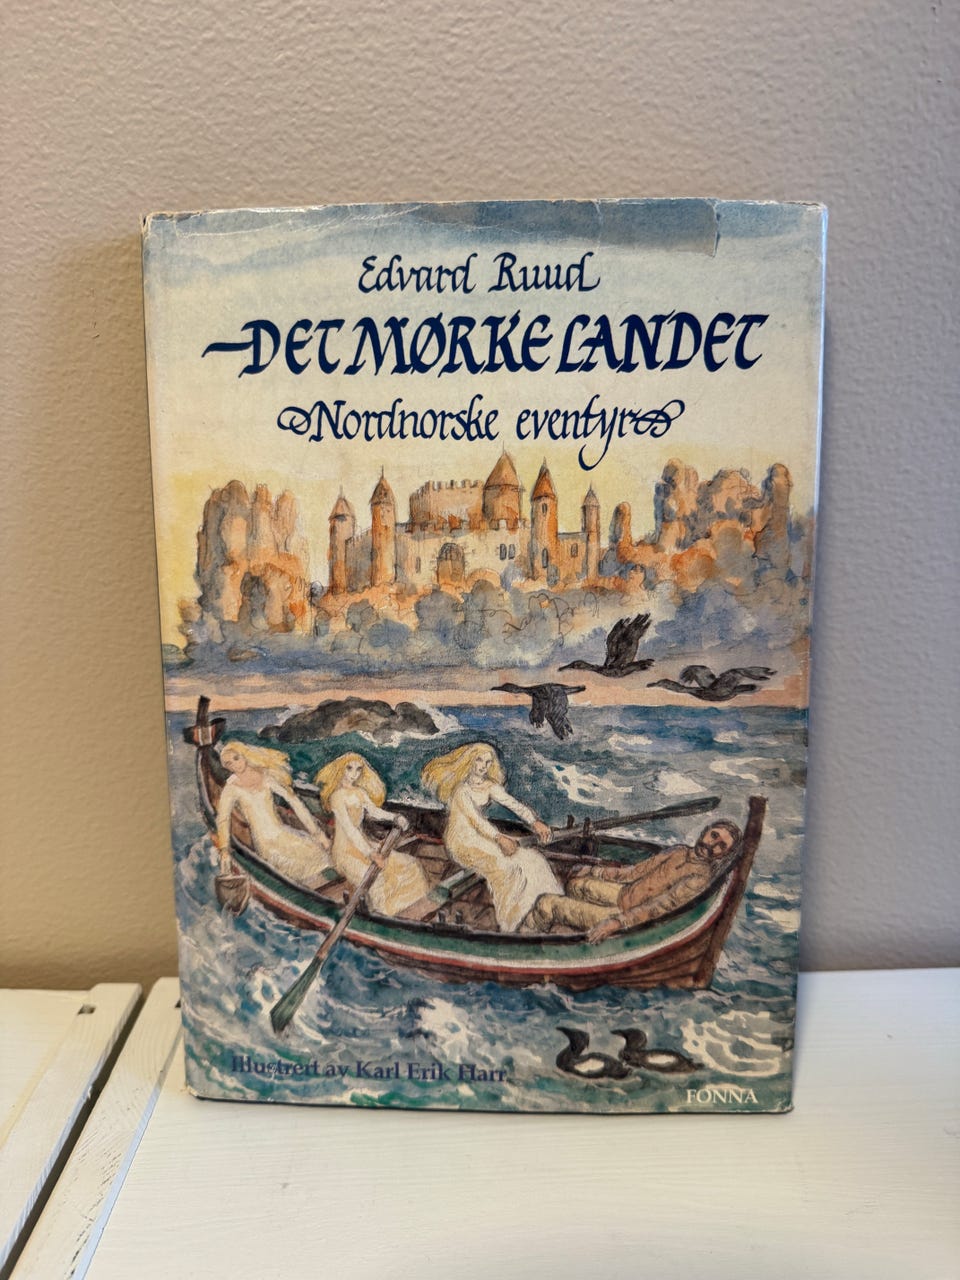 Edvard Ruud
DET MØRKE LANDET
Nordnorske eventyr
Illustrert av Karl Erik Harr
FONNA